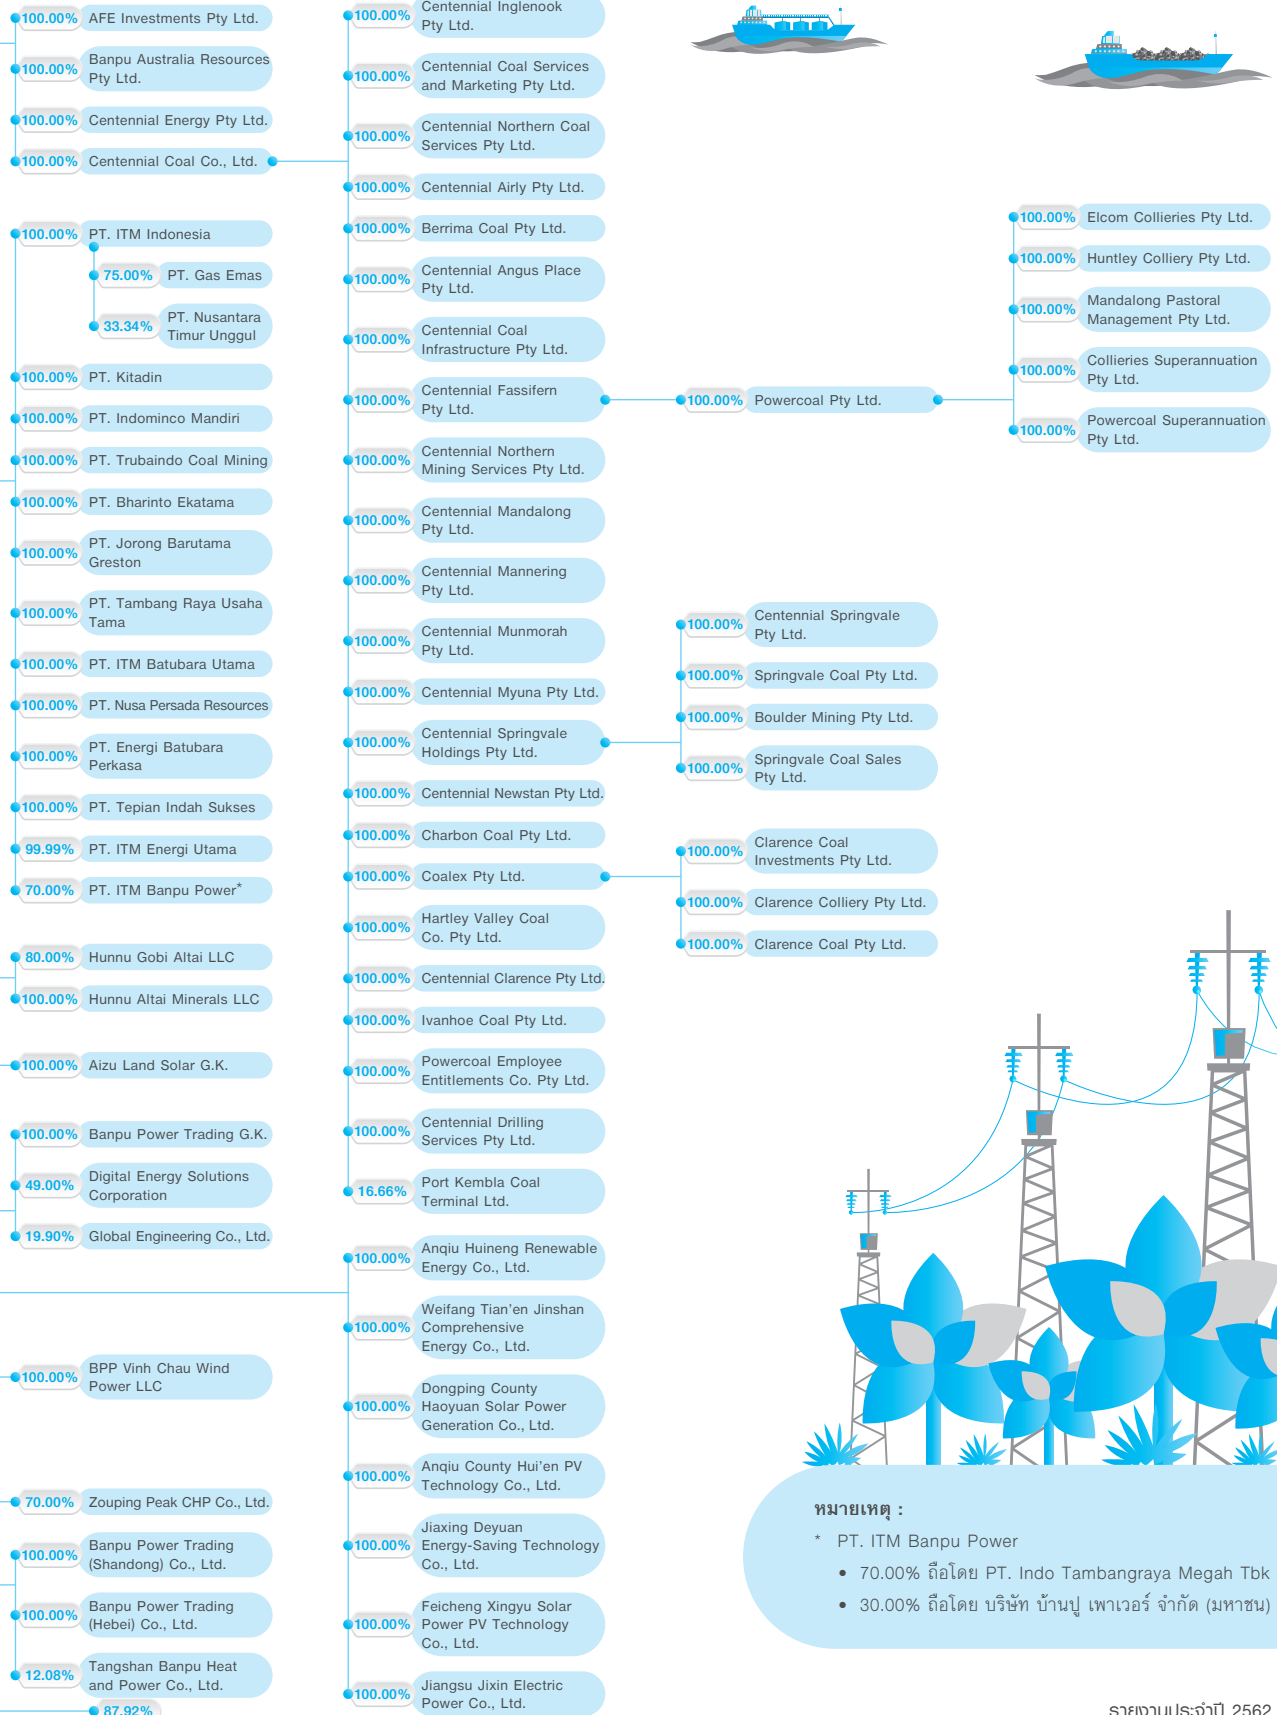 100.00% AFE Investments Pty Ltd.
100.00% Banpu Australia Resources
Pty Ltd.
100.00% Centennial Energy Pty Ltd.
100.00% Centennial Coal Co., Ltd.
100.00% PT. ITM Indonesia
75.00% PT. Gas Emas
33.34% PT. Nusantara
Timur Unggul
100.00% PT. Kitadin
100.00% PT. Indominco Mandiri
100.00% PT. Trubaindo Coal Mining
100.00% PT. Bharinto Ekatama
100.00% PT. Jorong Barutama
Greston
100.00% PT. Tambang Raya Usaha
Tama
100.00% PT. ITM Batubara Utama
100.00% PT. Nusa Persada Resources
100.00% PT. Energi Batubara
Perkasa
100.00% PT. Tepian Indah Sukses
99.99% PT. ITM Energi Utama
70.00% PT. ITM Banpu Power*
80.00% Hunnu Gobi Altai LLC
100.00% Hunnu Altai Minerals LLC
100.00% Aizu Land Solar G.K.
100.00% Banpu Power Trading G.K.
49.00% Digital Energy Solutions
Corporation
19.90% Global Engineering Co., Ltd.
100.00% BPP Vinh Chau Wind
Power LLC
70.00% Zouping Peak CHP Co., Ltd.
100.00% Banpu Power Trading
(Shandong) Co., Ltd.
100.00% Banpu Power Trading
(Hebei) Co., Ltd.
12.08% Tangshan Banpu Heat
and Power Co., Ltd.
87.92%
100.00% Centennial Inglenook
Pty Ltd.
100.00% Centennial Coal Services
and Marketing Pty Ltd.
100.00% Centennial Northern Coal
Services Pty Ltd.
100.00% Centennial Airly Pty Ltd.
100.00% Berrima Coal Pty Ltd.
100.00% Centennial Angus Place
Pty Ltd.
100.00% Centennial Coal
Infrastructure Pty Ltd.
100.00% Centennial Fassifern
Pty Ltd.
100.00% Centennial Northern
Mining Services Pty Ltd.
100.00% Centennial Mandalong
Pty Ltd.
100.00% Centennial Mannering
Pty Ltd.
100.00% Centennial Munmorah
Pty Ltd.
100.00% Centennial Myuna Pty Ltd.
100.00% Centennial Springvale
Holdings Pty Ltd.
100.00% Centennial Newstan Pty Ltd.
100.00% Charbon Coal Pty Ltd.
100.00% Coalex Pty Ltd.
100.00% Hartley Valley Coal
Co. Pty Ltd.
100.00% Centennial Clarence Pty Ltd.
100.00% Ivanhoe Coal Pty Ltd.
100.00% Powercoal Employee
Entitlements Co. Pty Ltd.
100.00% Centennial Drilling
Services Pty Ltd.
16.66% Port Kembla Coal
Terminal Ltd.
100.00% Anqiu Huineng Renewable
Energy Co., Ltd.
100.00% Weifang Tian'en Jinshan
Comprehensive
Energy Co., Ltd.
100.00% Dongping County
Haoyuan Solar Power
Generation Co., Ltd.
100.00% Anqiu County Hui'en PV
Technology Co., Ltd.
100.00% Jiaxing Deyuan
Energy-Saving Technology
Co., Ltd.
100.00% Feicheng Xingyu Solar
Power PV Technology
Co., Ltd.
100.00% Jiangsu Jixin Electric
Power Co., Ltd.
100.00% Powercoal Pty Ltd.
100.00% Centennial Springvale
Pty Ltd.
100.00% Springvale Coal Pty Ltd.
100.00% Boulder Mining Pty Ltd.
100.00% Springvale Coal Sales
Pty Ltd.
100.00% Clarence Coal
Investments Pty Ltd.
100.00% Clarence Colliery Pty Ltd.
100.00% Clarence Coal Pty Ltd.
100.00% Elcom Collieries Pty Ltd.
100.00% Huntley Colliery Pty Ltd.
100.00% Mandalong Pastoral
Management Pty Ltd.
100.00% Collieries Superannuation
Pty Ltd.
100.00% Powercoal Superannuation
Pty Ltd.
หมายเหตุ :
* PT. ITM Banpu Power
• 70.00% ถือโดย PT. Indo Tambangraya Megah Tbk
• 30.00% ถือโดย บริษัท บ้านปู เพาเวอร์ จำกัด (มหาชน)
รายงานประจำปี 2562